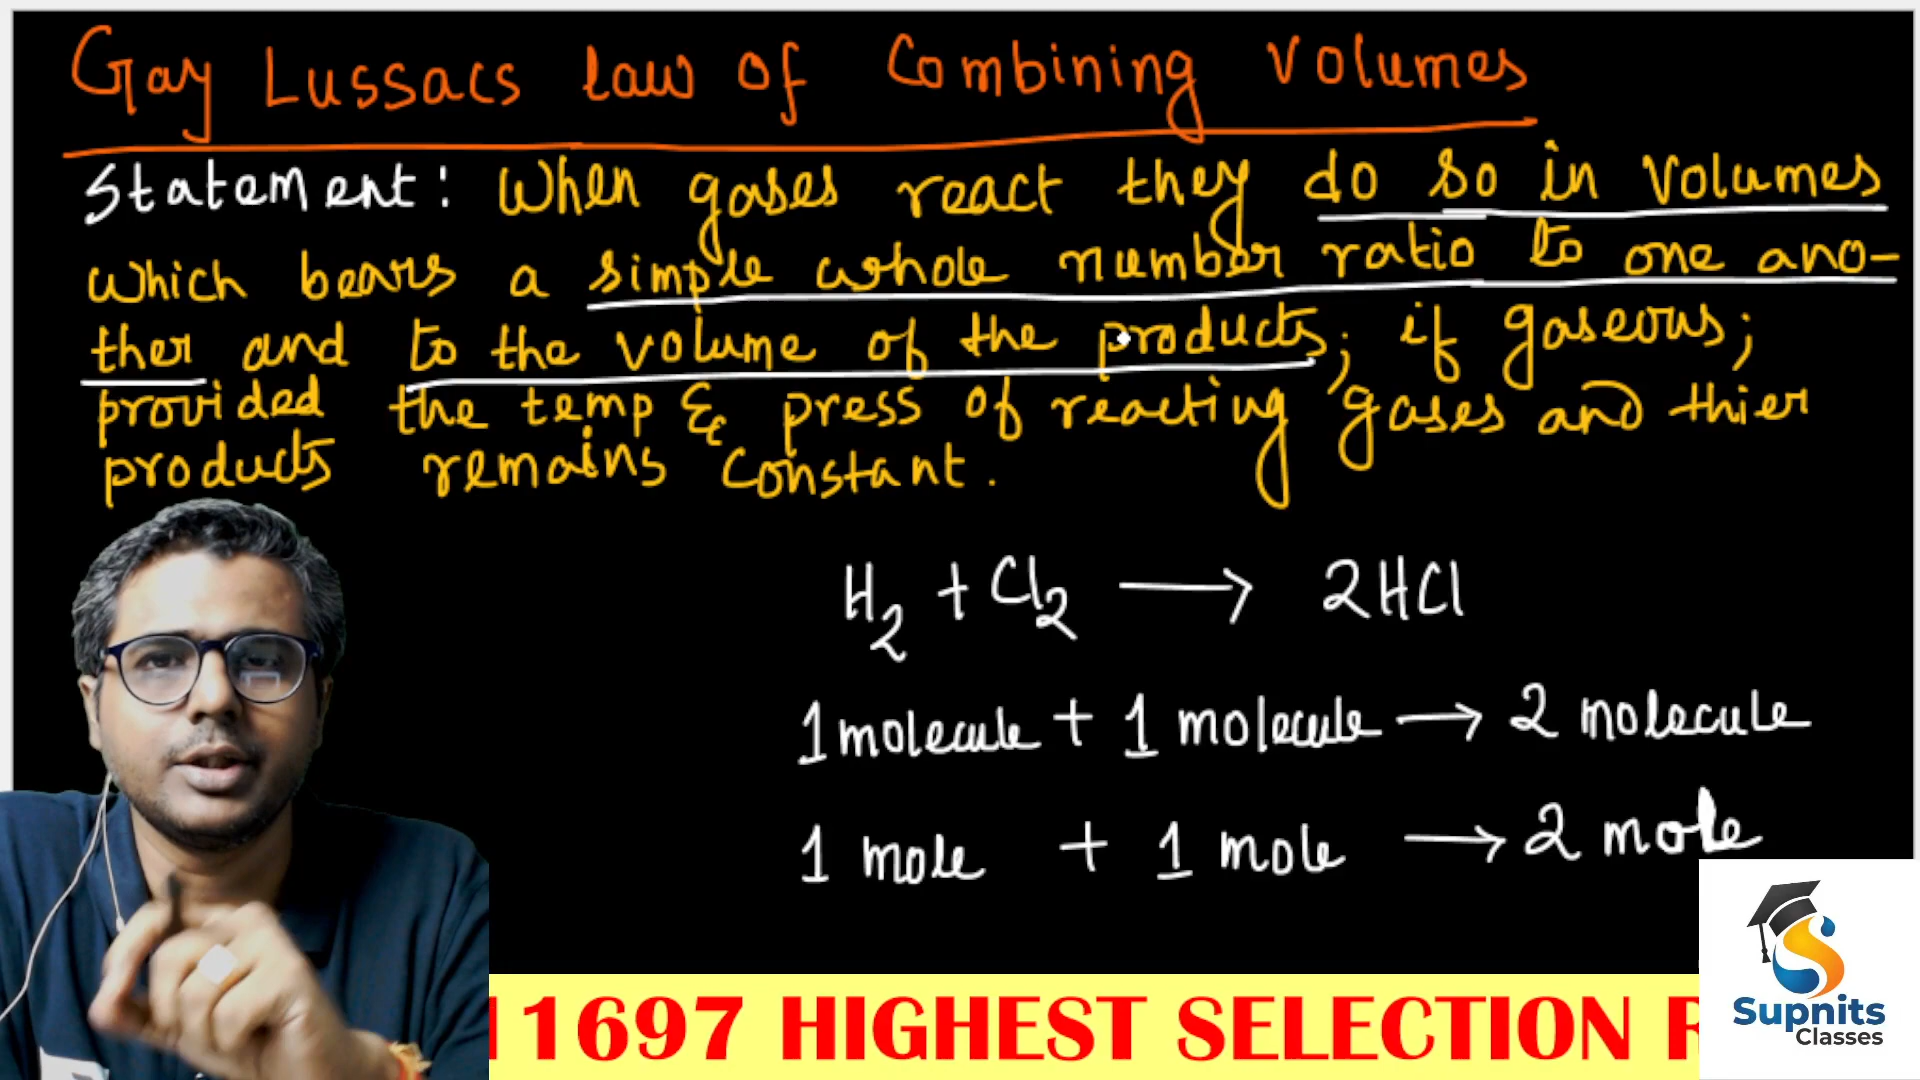 Gay Lussacs law of Combining Volumes
Statement: When gases react they do so in volumes
which bears a simple whole number ratio to one ano-
ther and to the volume of the products; if gaseous;
provided the temp & press of reacting gases and thier
products remains constant.
H₂ + Cl₂ ⟶ 2HCl
1 molecule + 1 molecule ⟶ 2 molecule
1 mole + 1 mole ⟶ 2 mole
11697 HIGHEST SELECTION R
Supnits
Classes